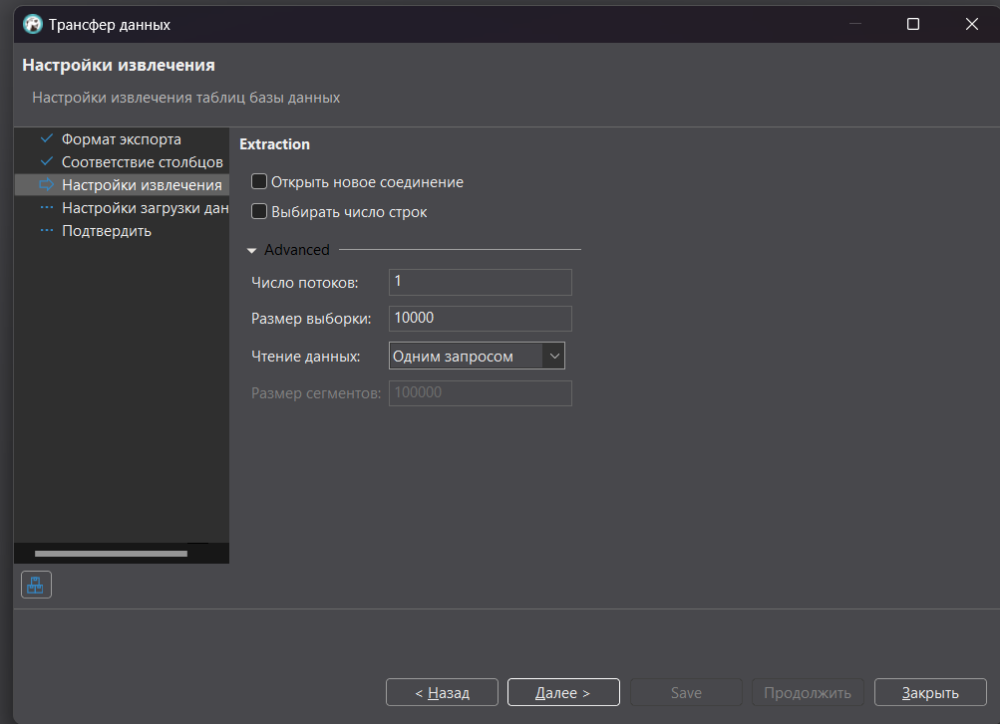 Трансфер данных
Настройки извлечения
Настройки извлечения таблиц базы данных
Формат экспорта
Соответствие столбцов
Настройки извлечения
Настройки загрузки дан
Подтвердить
Extraction
Открыть новое соединение
Выбирать число строк
Advanced
Число потоков: 1
Размер выборки: 10000
Чтение данных: Одним запросом
Размер сегментов: 100000
< Назад
Далее >
Save
Продолжить
Закрыть